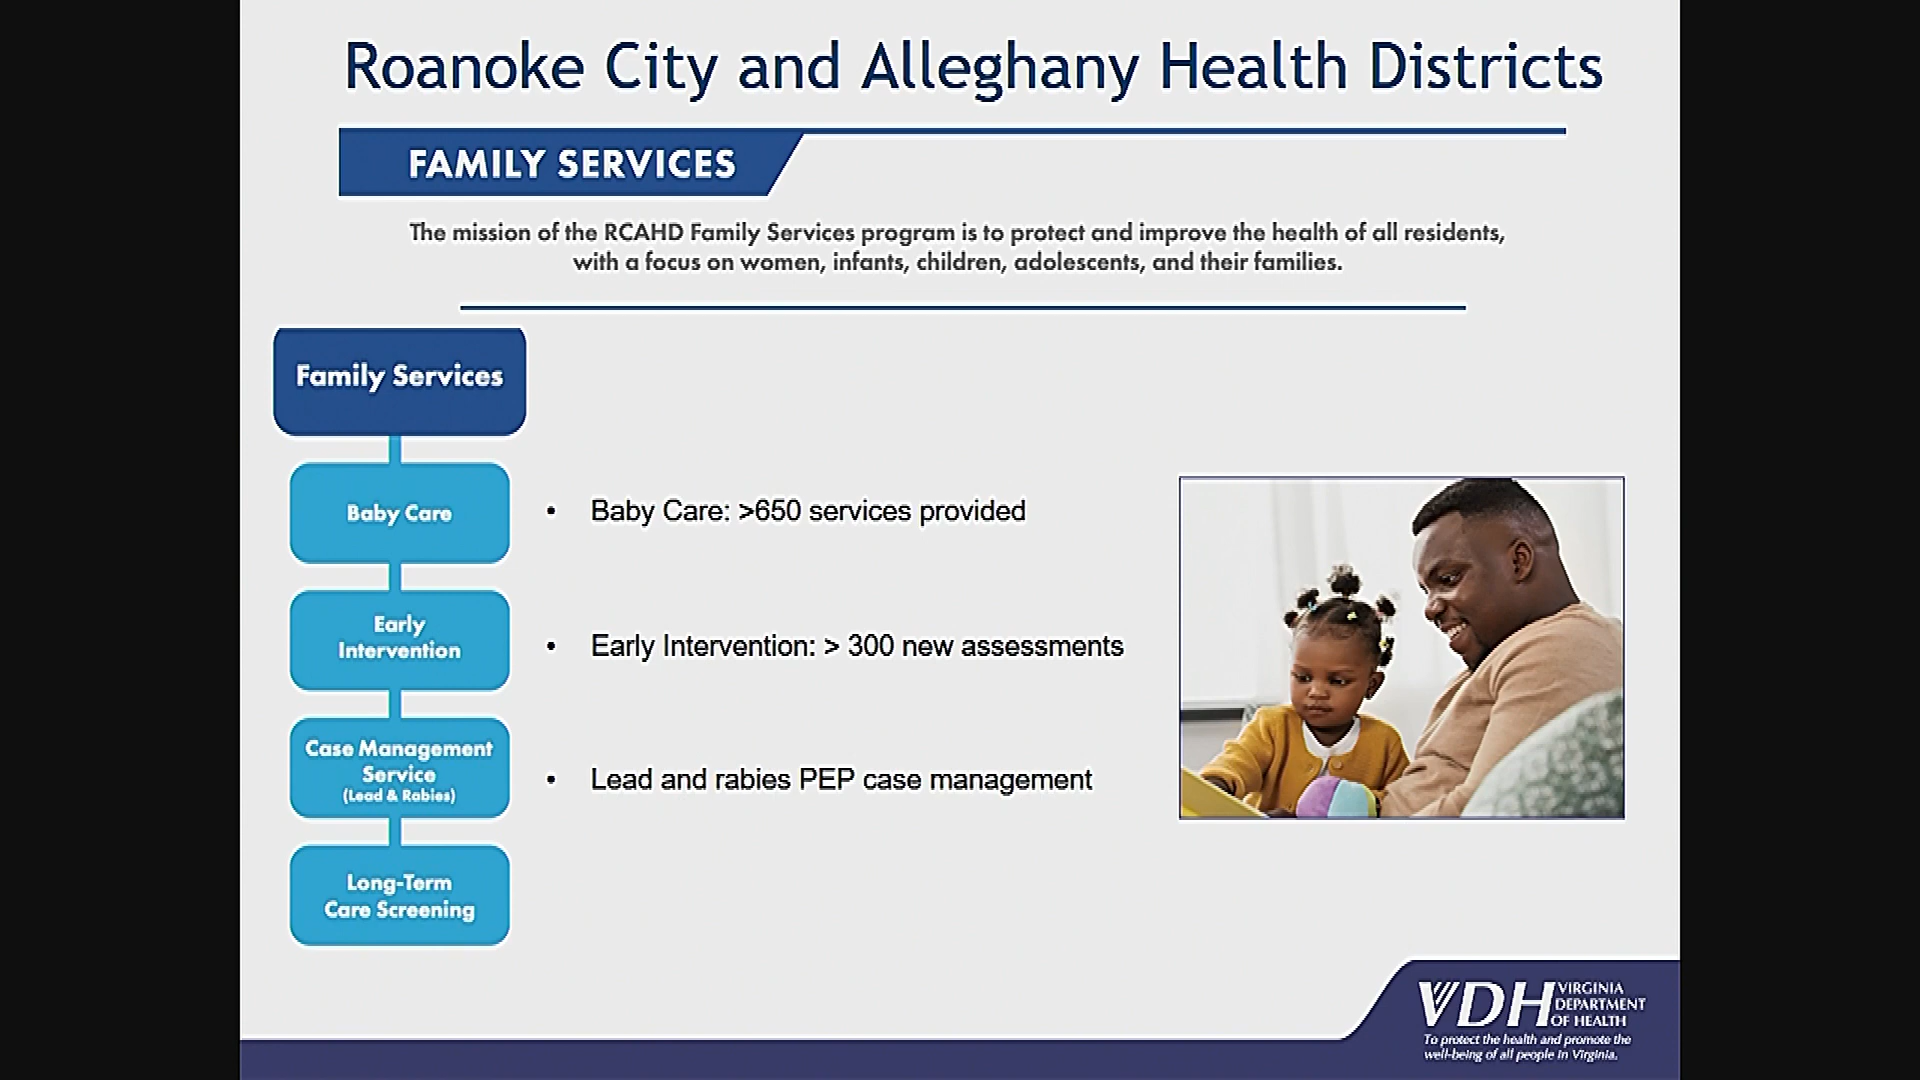 Roanoke City and Alleghany Health Districts
FAMILY SERVICES
The mission of the RCAHD Family Services program is to protect and improve the health of all residents,
with a focus on women, infants, children, adolescents, and their families.
Family Services
Baby Care
• Baby Care: >650 services provided
Early
Intervention
• Early Intervention: > 300 new assessments
Case Management
Service
(Lead & Rabies)
• Lead and rabies PEP case management
Long-Term
Care Screening
VDH VIRGINIA
DEPARTMENT
OF HEALTH
To protect the health and promote the
well-being of all people in Virginia.